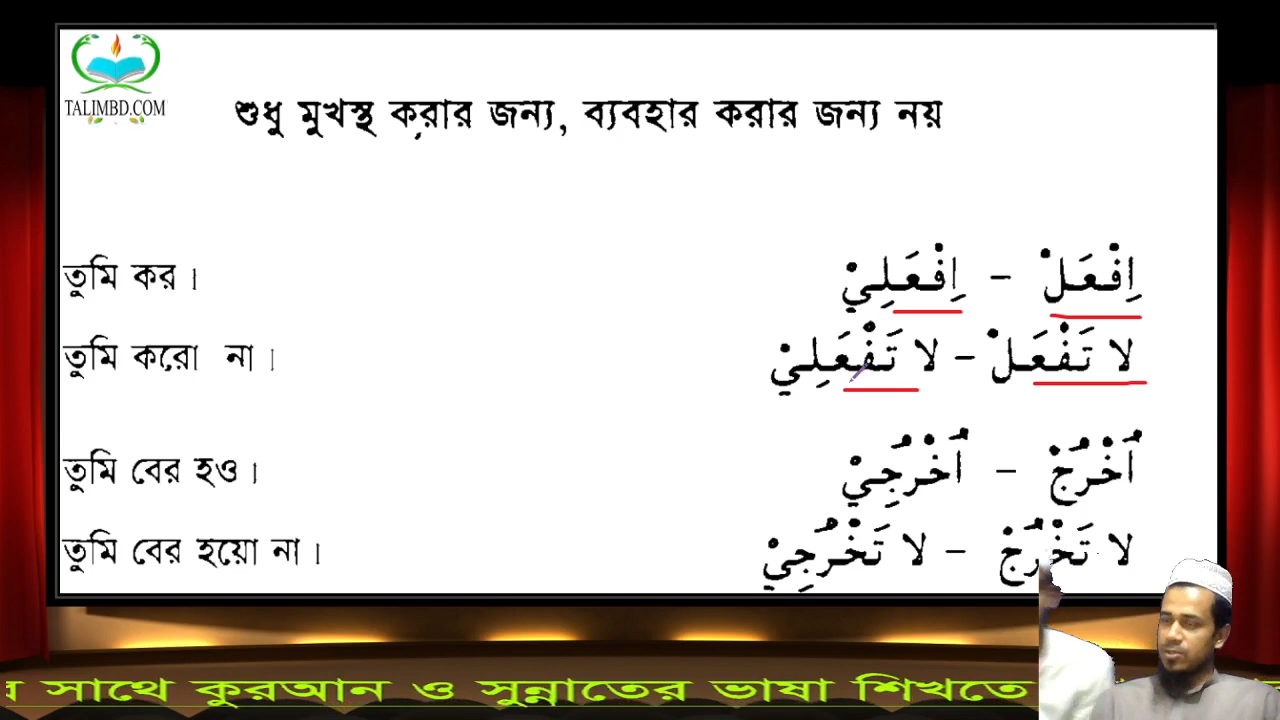 TALIMBD.COM
শুধু মুখস্থ করার জন্য, ব্যবহার করার জন্য নয়
তুমি কর। اِفْعَلْ – اِفْعَلِيْ
তুমি করো না। لا تَفْعَلْ – لا تَفْعَلِيْ
তুমি বের হও। اُخْرُجْ – اُخْرُجِيْ
তুমি বের হয়ো না। لا تَخْرُجْ – لا تَخْرُجِيْ
সাথে কুরআন ও সুন্নাতের ভাষা শিখতে